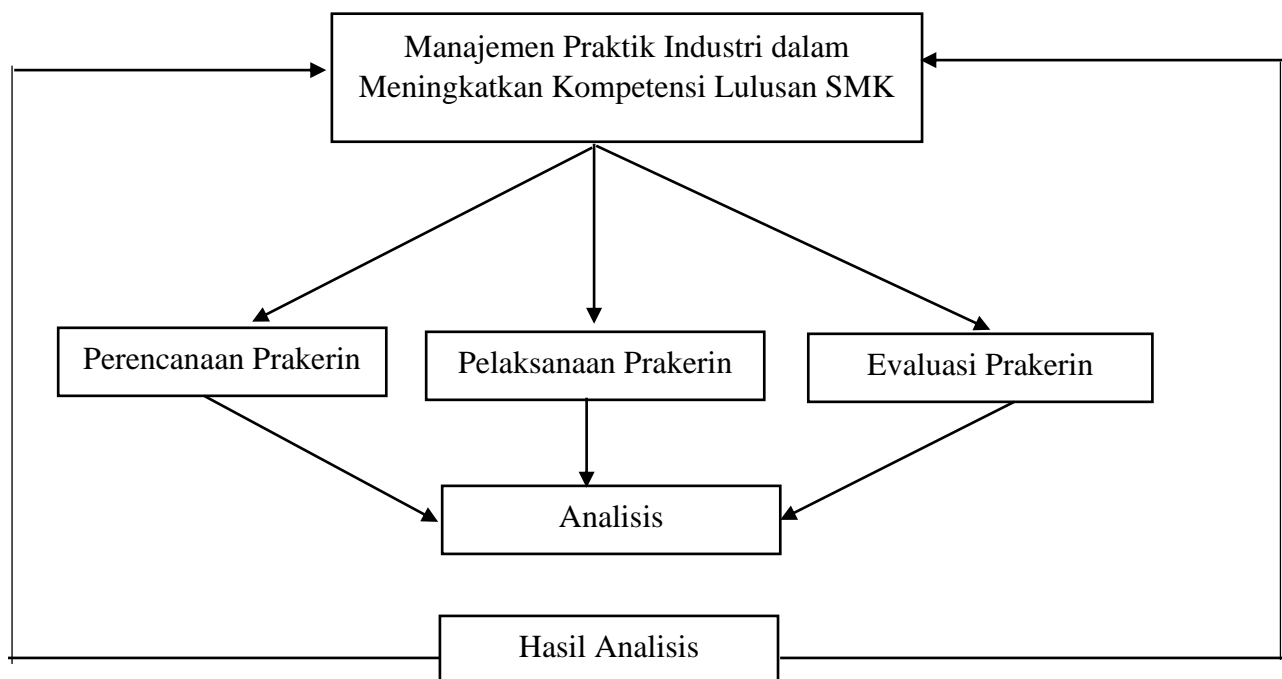 Manajemen Praktik Industri dalam
Meningkatkan Kompetensi Lulusan SMK
Perencanaan Prakerin
Pelaksanaan Prakerin
Evaluasi Prakerin
Analisis
Hasil Analisis